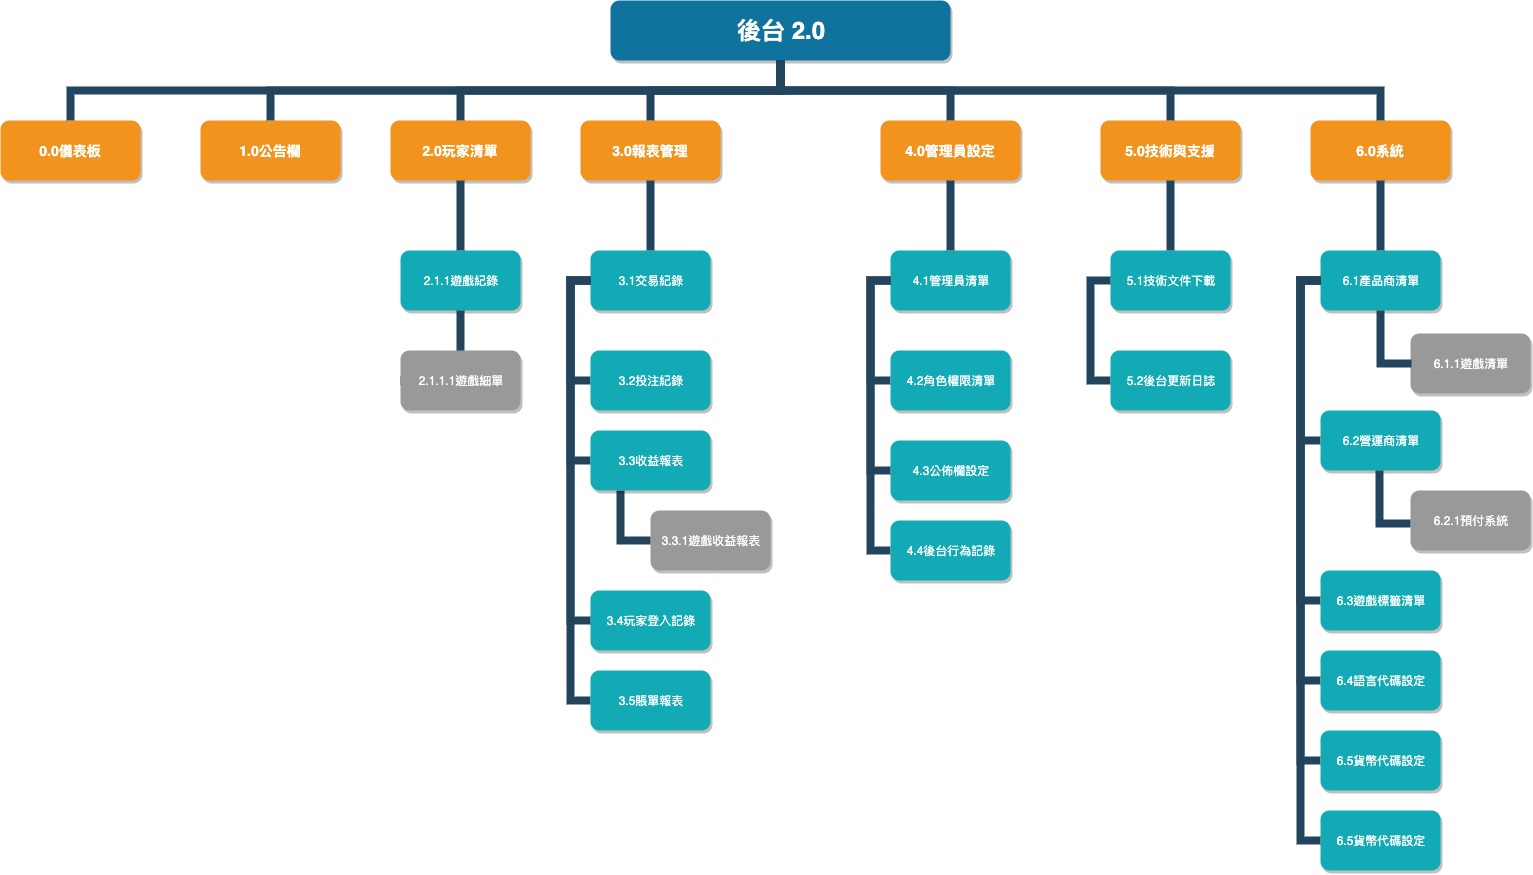 後台 2.0
0.0儀表板
1.0公告欄
2.0玩家清單
3.0報表管理
4.0管理員設定
5.0技術與支援
6.0系統
2.1.1遊戲紀錄
2.1.1.1遊戲細單
3.1交易紀錄
3.2投注紀錄
3.3收益報表
3.3.1遊戲收益報表
3.4玩家登入記錄
3.5賬單報表
4.1管理員清單
4.2角色權限清單
4.3公佈欄設定
4.4後台行為記錄
5.1技術文件下載
5.2後台更新日誌
6.1產品商清單
6.1.1遊戲清單
6.2營運商清單
6.2.1預付系統
6.3遊戲標籤清單
6.4語言代碼設定
6.5貨幣代碼設定
6.5貨幣代碼設定